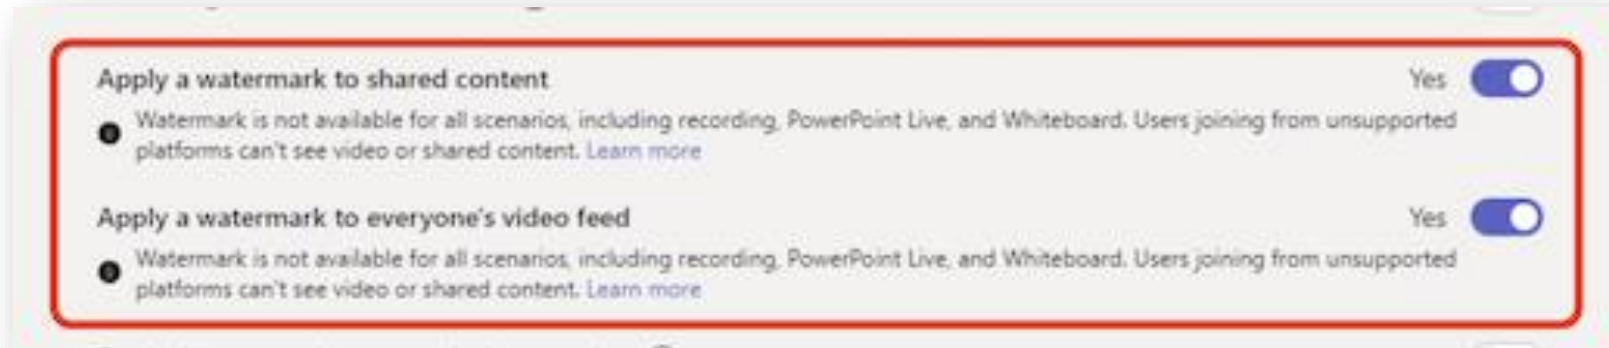 Apply a watermark to shared content
Yes
Watermark is not available for all scenarios, including recording, PowerPoint Live, and Whiteboard. Users joining from unsupported
platforms can't see video or shared content. Learn more
Apply a watermark to everyone's video feed
Yes
Watermark is not available for all scenarios, including recording, PowerPoint Live, and Whiteboard. Users joining from unsupported
platforms can't see video or shared content. Learn more